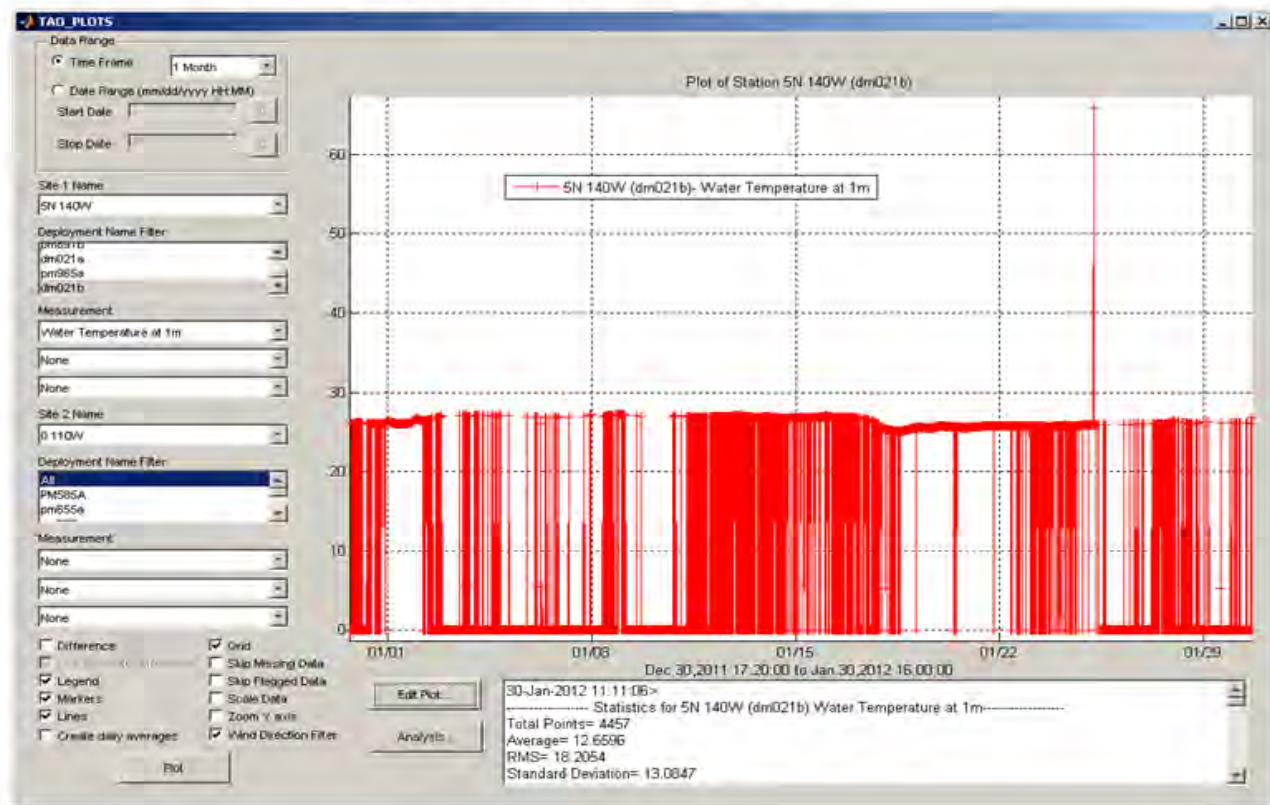 TAO_PLOTS
Data Range
Time Frame
1 Month
Date Range (mm/dd/yyyy HH:MM)
Start Date
Stop Date
Site 1 Name
5N 140W
Deployment Name Filter
dm021a
pm965a
dm021b
Measurement
Water Temperature at 1m
None
None
Site 2 Name
0 110W
Deployment Name Filter
All
PM585A
pm655a
Measurement
None
None
None
Difference
Legend
Markers
Lines
Create daily averages
Grid
Skip Missing Data
Skip Flagged Data
Scale Data
Zoom Y axis
Wind Direction Filter
Plot
Plot of Station 5N 140W (dm021b)
5N 140W (dm021b)- Water Temperature at 1m
60
50
40
30
20
10
0
01/01
01/08
01/15
01/22
01/29
Dec 30,2011 17:20:00 to Jan 30,2012 16:00:00
Edit Plot...
Analysis...
30-Jan-2012 11:11:06>
------------------ Statistics for 5N 140W (dm021b) Water Temperature at 1m------------------
Total Points= 4457
Average= 12.6596
RMS= 18.2054
Standard Deviation= 13.0847